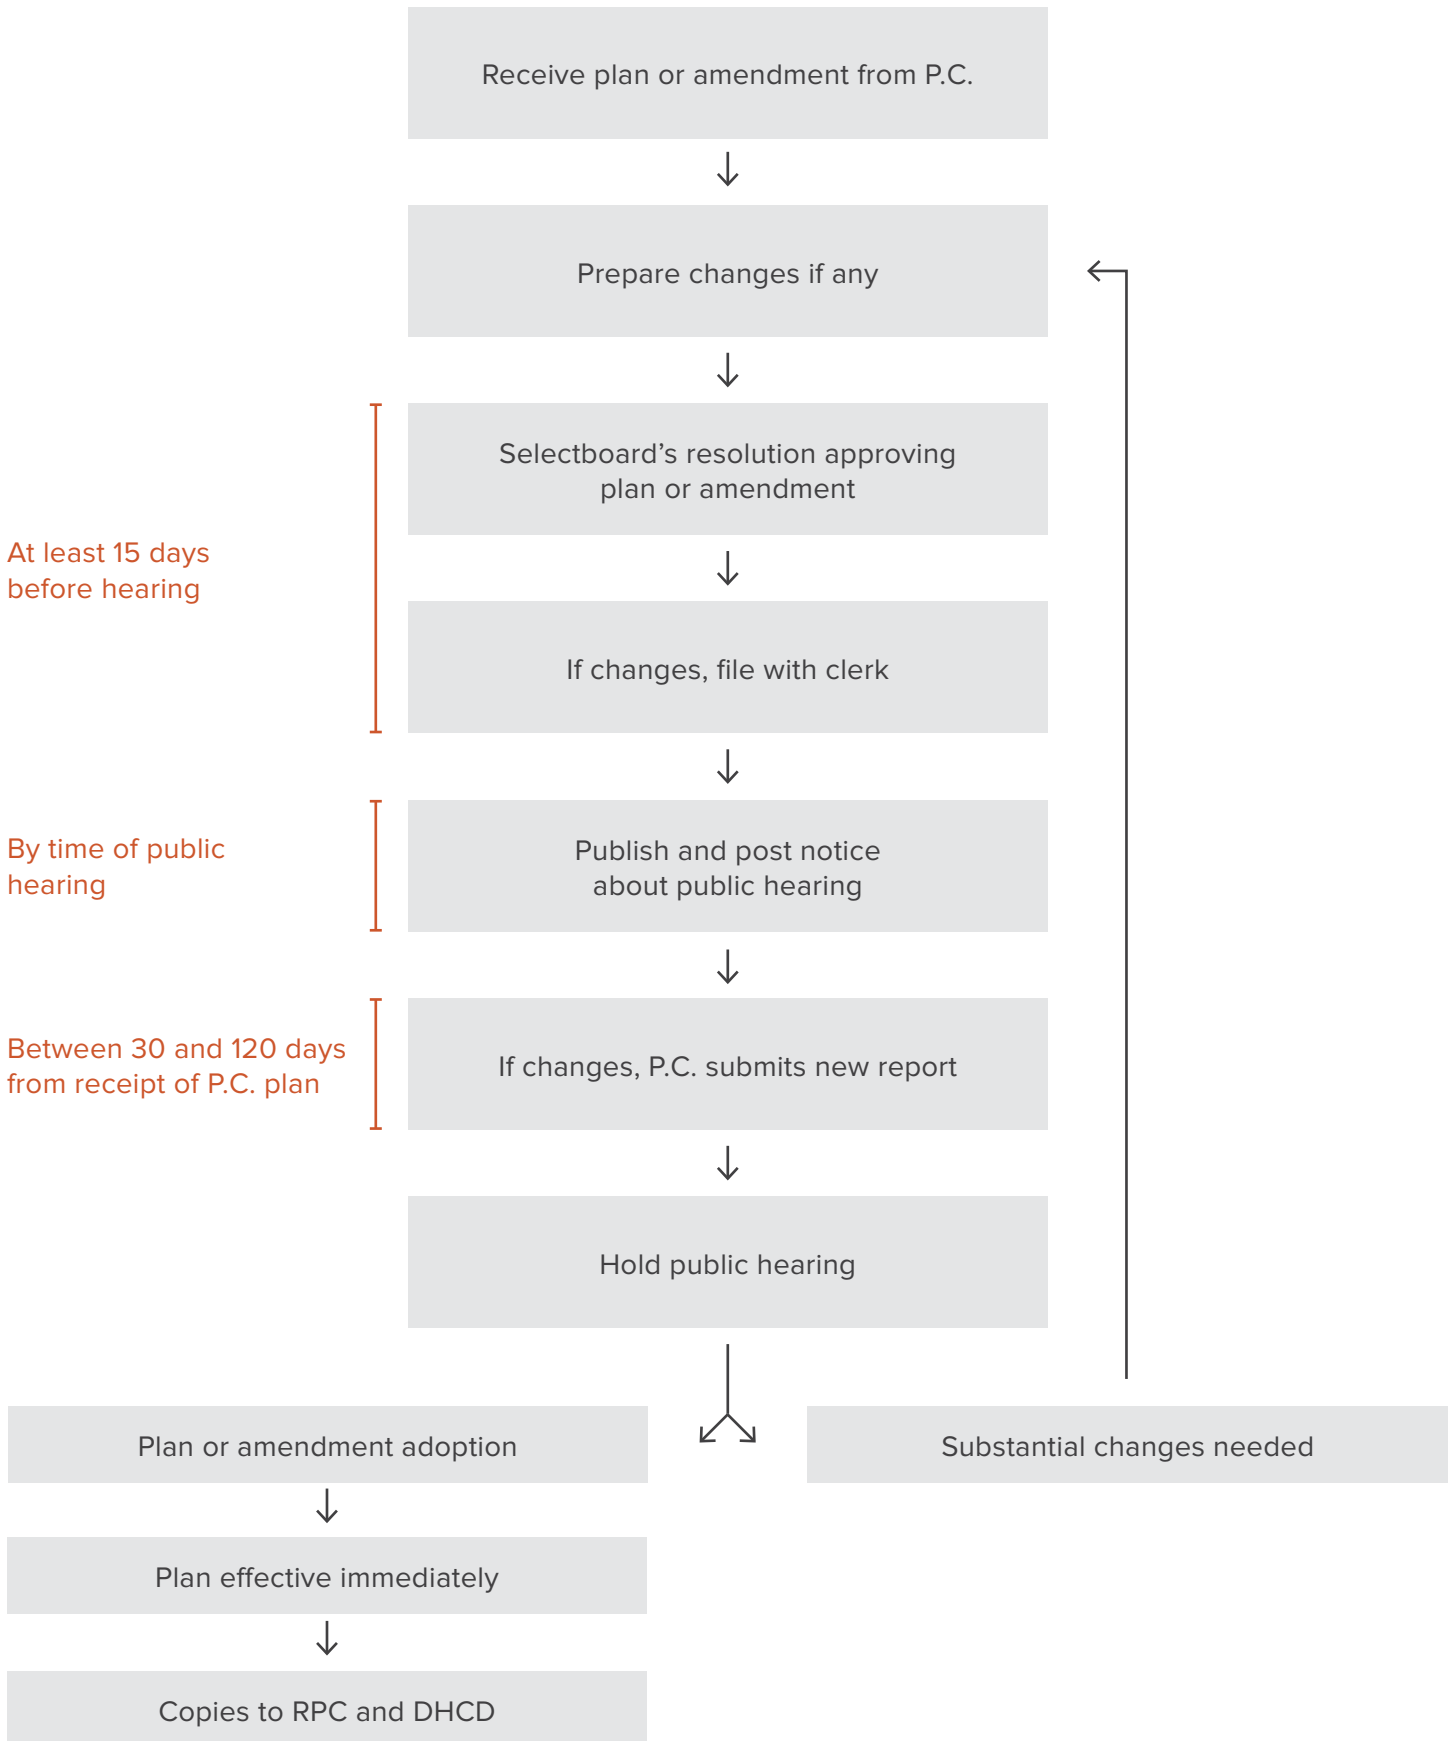 Receive plan or amendment from P.C.
Prepare changes if any
Selectboard’s resolution approving
plan or amendment
At least 15 days
before hearing
If changes, file with clerk
By time of public
hearing
Publish and post notice
about public hearing
Between 30 and 120 days
from receipt of P.C. plan
If changes, P.C. submits new report
Hold public hearing
Plan or amendment adoption
Substantial changes needed
Plan effective immediately
Copies to RPC and DHCD